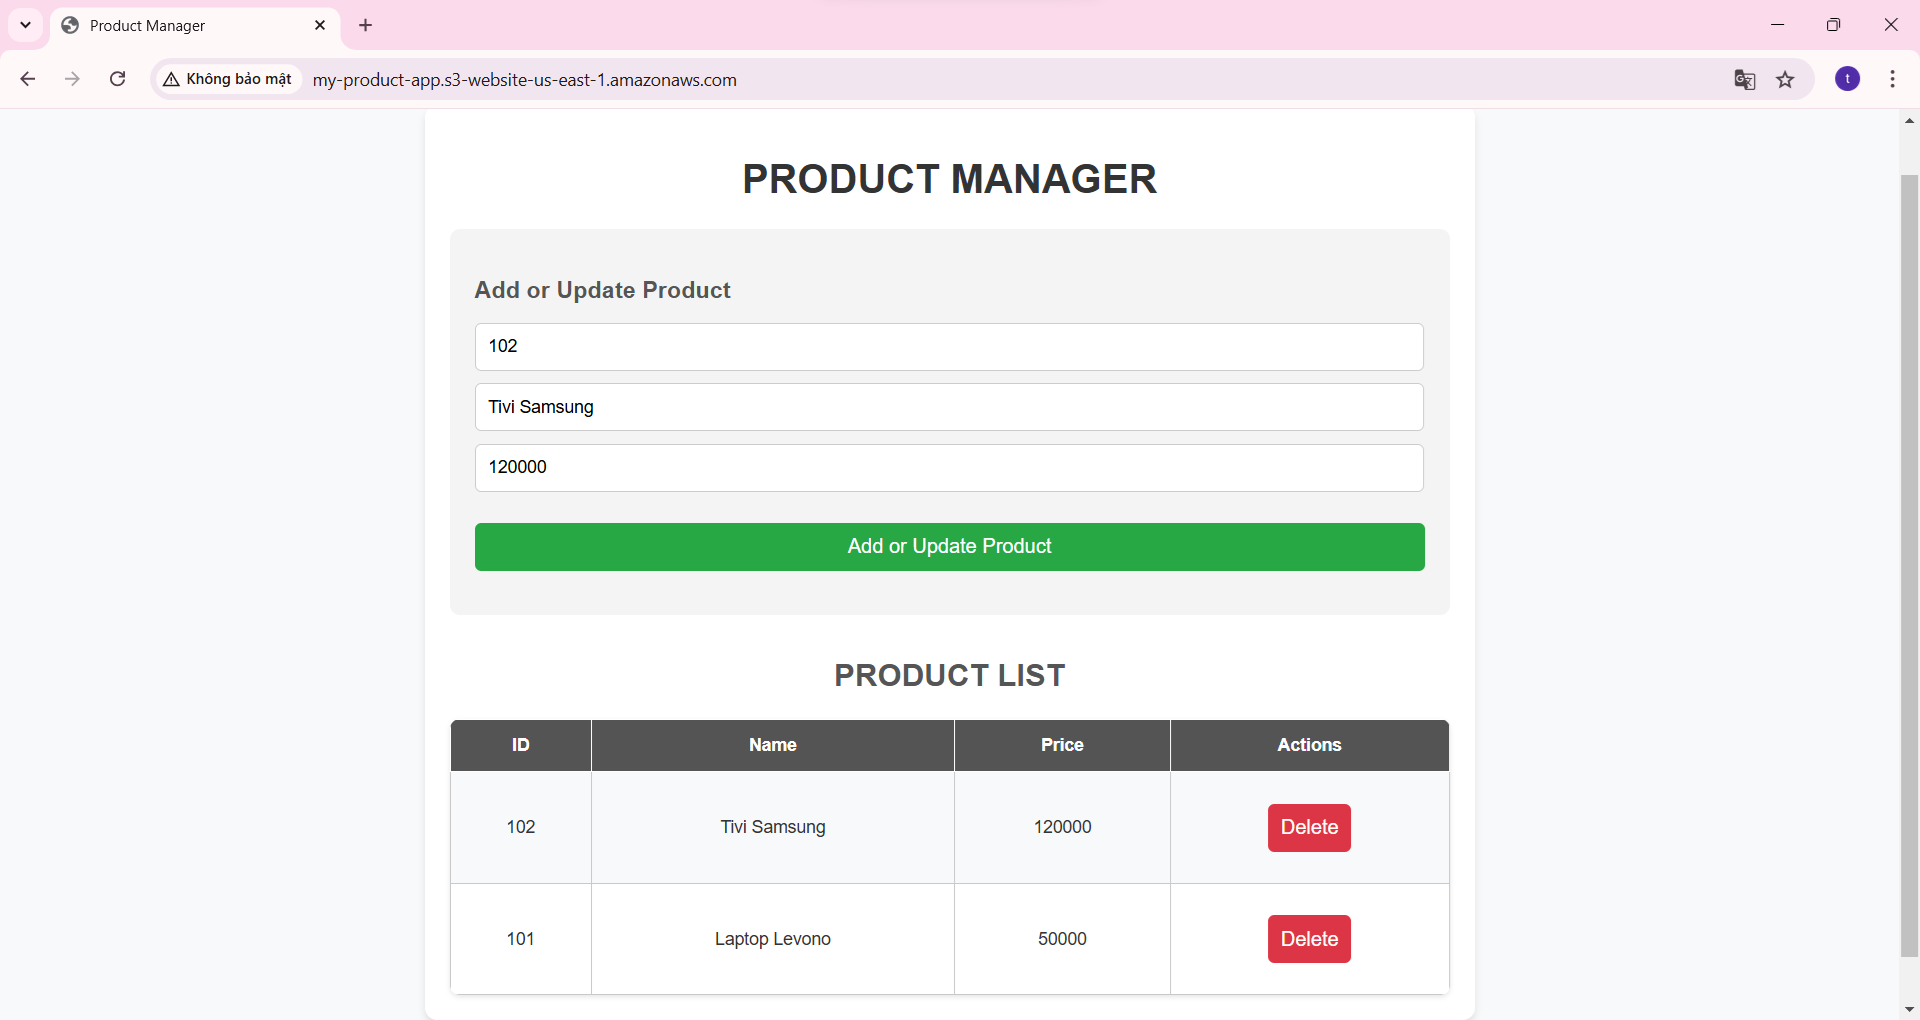 Product Manager
Không bảo mật my-product-app.s3-website-us-east-1.amazonaws.com
t
PRODUCT MANAGER
Add or Update Product
102
Tivi Samsung
120000
Add or Update Product
PRODUCT LIST
ID Name Price Actions
102 Tivi Samsung 120000 Delete
101 Laptop Levono 50000 Delete